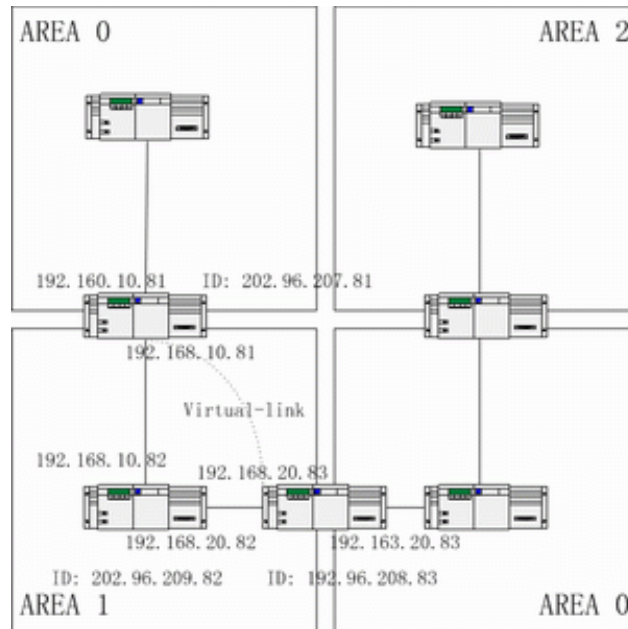 AREA 0
AREA 2
192.160.10.81 ID: 202.96.207.81
192.168.10.81
Virtual-link
192.168.10.82
192.168.20.83
192.168.20.82
192.163.20.83
ID: 202.96.209.82
ID: 192.96.208.83
AREA 1
AREA 0